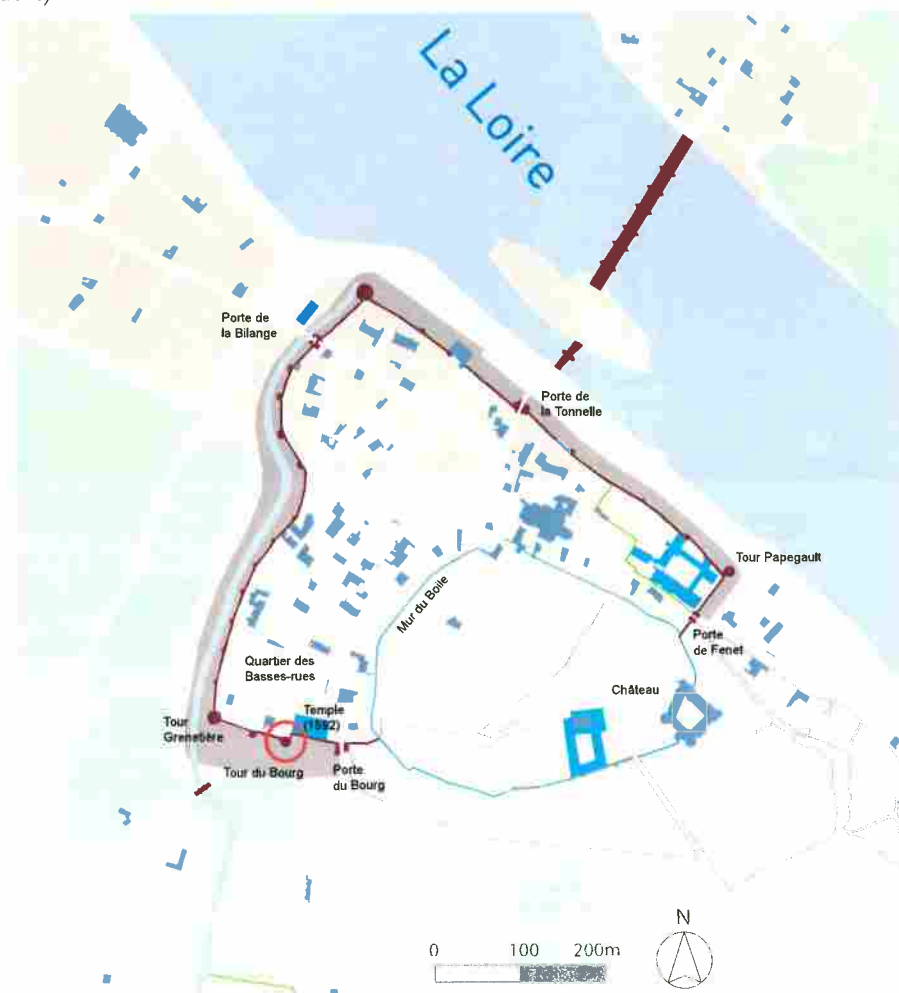 La Loire
Porte de
la Bilange
Porte de
la Tonnelle
Tour Papegault
Mur du Boile
Porte
de Fenet
Quartier des
Basses-rues
Château
Temple
(1592)
Tour
Grenetière
Tour du Bourg
Porte
du Bourg
N
0 100 200m